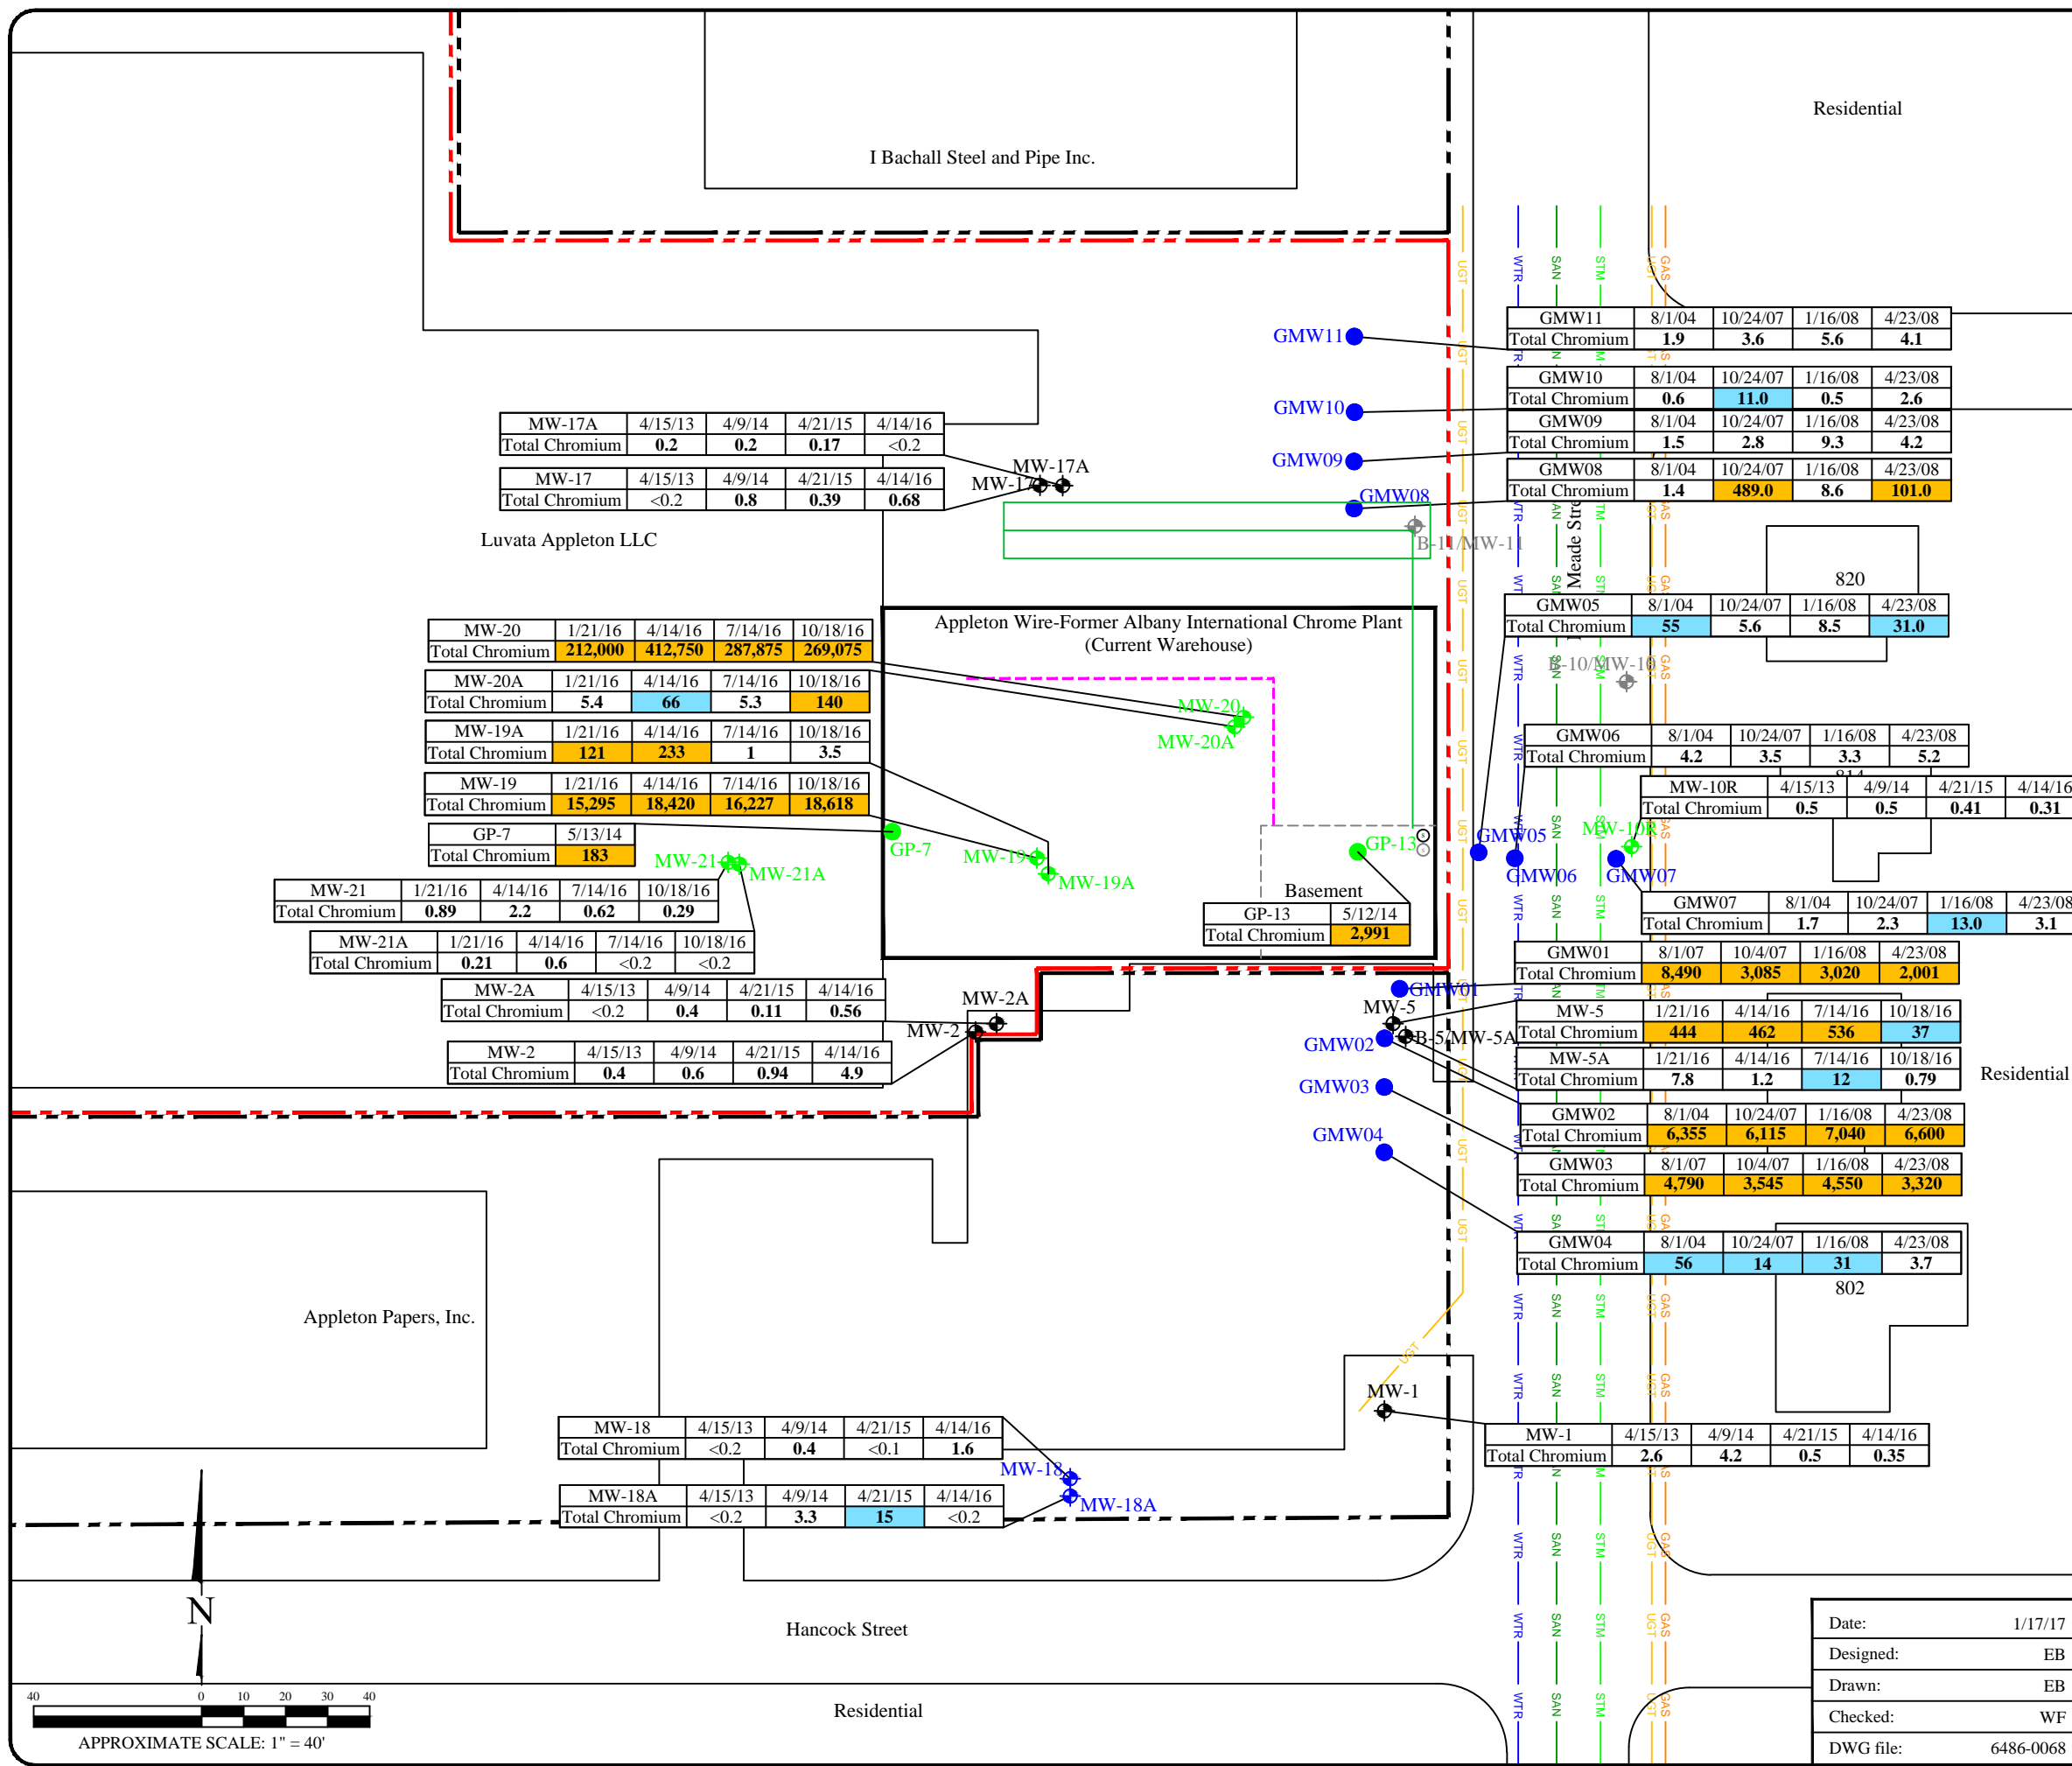 Residential
I Bachall Steel and Pipe Inc.
GMW11
GMW11 8/1/04 10/24/07 1/16/08 4/23/08
Total Chromium 1.9 3.6 5.6 4.1
GMW10
GMW10 8/1/04 10/24/07 1/16/08 4/23/08
Total Chromium 0.6 11.0 0.5 2.6
GMW09
GMW09 8/1/04 10/24/07 1/16/08 4/23/08
Total Chromium 1.5 2.8 9.3 4.2
GMW08
GMW08 8/1/04 10/24/07 1/16/08 4/23/08
Total Chromium 1.4 489.0 8.6 101.0
MW-17A 4/15/13 4/9/14 4/21/15 4/14/16
Total Chromium 0.2 0.2 0.17 <0.2
MW-17A
MW-17
MW-17 4/15/13 4/9/14 4/21/15 4/14/16
Total Chromium <0.2 0.8 0.39 0.68
Luvata Appleton LLC
B-11/MW-11
Meade Stre
820
GMW05 8/1/04 10/24/07 1/16/08 4/23/08
Total Chromium 55 5.6 8.5 31.0
Appleton Wire-Former Albany International Chrome Plant
(Current Warehouse)
MW-20 1/21/16 4/14/16 7/14/16 10/18/16
Total Chromium 212,000 412,750 287,875 269,075
MW-20A 1/21/16 4/14/16 7/14/16 10/18/16
Total Chromium 5.4 66 5.3 140
MW-19A 1/21/16 4/14/16 7/14/16 10/18/16
Total Chromium 121 233 1 3.5
MW-19 1/21/16 4/14/16 7/14/16 10/18/16
Total Chromium 15,295 18,420 16,227 18,618
GP-7 5/13/14
Total Chromium 183
B-10/MW-10
MW-20
MW-20A
GMW06 8/1/04 10/24/07 1/16/08 4/23/08
Total Chromium 4.2 3.5 3.3 5.2
814
MW-10R 4/15/13 4/9/14 4/21/15 4/14/16
Total Chromium 0.5 0.5 0.41 0.31
MW-21
MW-21A
GP-7
MW-19
MW-19A
GP-13
GMW05
GMW06
MW-10R
GMW07
MW-21 1/21/16 4/14/16 7/14/16 10/18/16
Total Chromium 0.89 2.2 0.62 0.29
Basement
GP-13 5/12/14
Total Chromium 2,991
GMW07 8/1/04 10/24/07 1/16/08 4/23/08
Total Chromium 1.7 2.3 13.0 3.1
MW-21A 1/21/16 4/14/16 7/14/16 10/18/16
Total Chromium 0.21 0.6 <0.2 <0.2
GMW01 8/1/07 10/4/07 1/16/08 4/23/08
Total Chromium 8,490 3,085 3,020 2,001
MW-2A 4/15/13 4/9/14 4/21/15 4/14/16
Total Chromium <0.2 0.4 0.11 0.56
MW-2A
MW-2
GMW01
MW-5
B-5/MW-5A
GMW02
GMW03
GMW04
MW-5 1/21/16 4/14/16 7/14/16 10/18/16
Total Chromium 444 462 536 37
MW-2 4/15/13 4/9/14 4/21/15 4/14/16
Total Chromium 0.4 0.6 0.94 4.9
MW-5A 1/21/16 4/14/16 7/14/16 10/18/16
Total Chromium 7.8 1.2 12 0.79
Residential
GMW02 8/1/04 10/24/07 1/16/08 4/23/08
Total Chromium 6,355 6,115 7,040 6,600
GMW03 8/1/07 10/4/07 1/16/08 4/23/08
Total Chromium 4,790 3,545 4,550 3,320
GMW04 8/1/04 10/24/07 1/16/08 4/23/08
Total Chromium 56 14 31 3.7
802
Appleton Papers, Inc.
MW-1
MW-1 4/15/13 4/9/14 4/21/15 4/14/16
Total Chromium 2.6 4.2 0.5 0.35
MW-18 4/15/13 4/9/14 4/21/15 4/14/16
Total Chromium <0.2 0.4 <0.1 1.6
MW-18
MW-18A
MW-18A 4/15/13 4/9/14 4/21/15 4/14/16
Total Chromium <0.2 3.3 15 <0.2
UGT WTR SAN STM UGT GAS
N
Hancock Street
Residential
40 0 10 20 30 40
APPROXIMATE SCALE: 1" = 40'
Date: 1/17/17
Designed: EB
Drawn: EB
Checked: WF
DWG file: 6486-0068